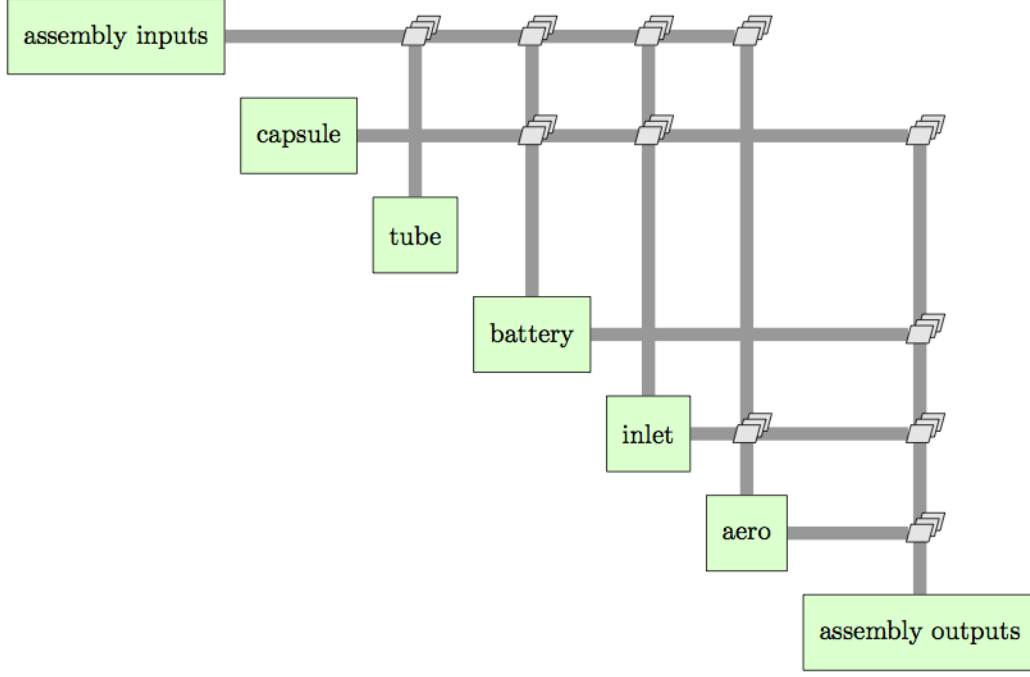 assembly inputs
capsule
tube
battery
inlet
aero
assembly outputs